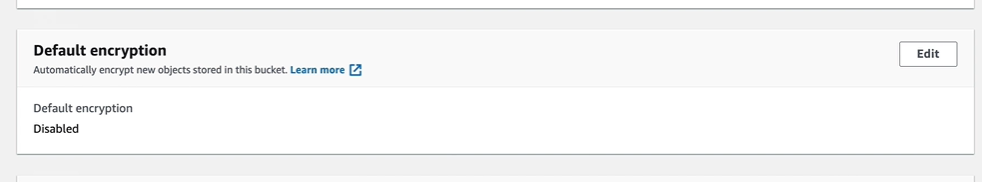 Default encryption
Edit
Automatically encrypt new objects stored in this bucket. Learn more
Default encryption
Disabled